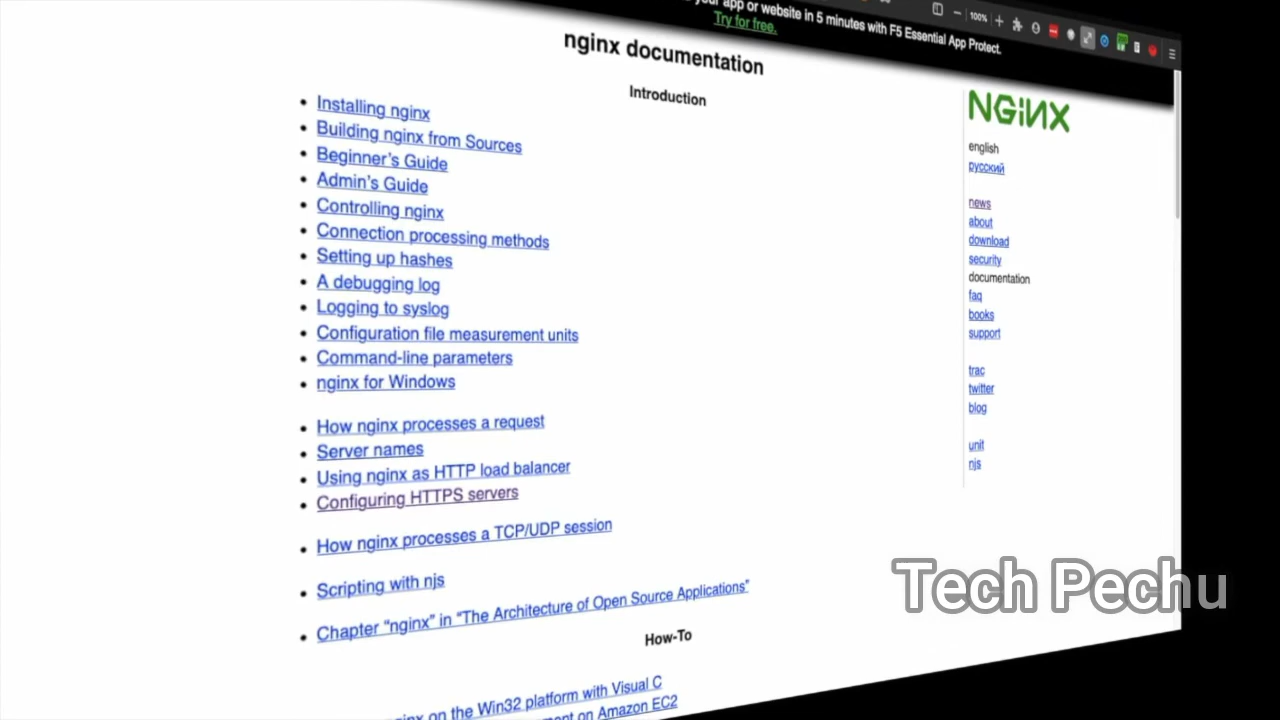 your app or website in 5 minutes with F5 Essential App Protect.
Try for free.
100%
nginx documentation
Introduction
Installing nginx
Building nginx from Sources
Beginner's Guide
Admin's Guide
Controlling nginx
Connection processing methods
Setting up hashes
A debugging log
Logging to syslog
Configuration file measurement units
Command-line parameters
nginx for Windows
How nginx processes a request
Server names
Using nginx as HTTP load balancer
Configuring HTTPS servers
How nginx processes a TCP/UDP session
Scripting with njs
Chapter “nginx” in “The Architecture of Open Source Applications”
How-To
on the Win32 platform with Visual C
on Amazon EC2
NGINX
english
русский
news
about
download
security
documentation
faq
books
support
trac
twitter
blog
unit
njs
Tech Pechu